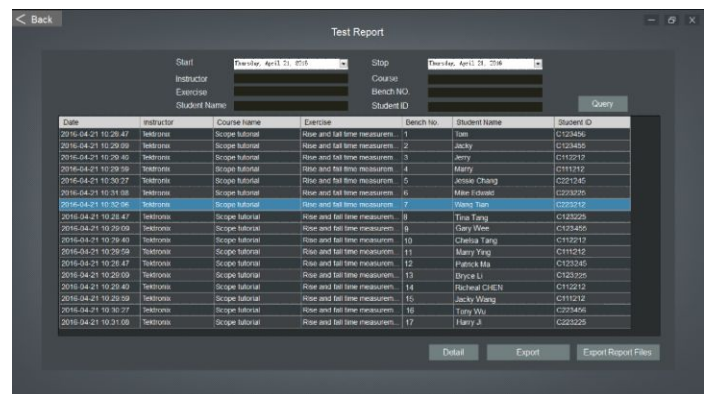 < Back
Test Report
Start Thursday, April 21, 2016 Stop Thursday, April 21, 2016
Instructor Course
Exercise Bench NO.
Student Name Student ID Query
Date Instructor Course Name Exercise Bench No. Student Name Student ID
2016-04-21 10:28:47 Tektronix Scope tutorial Rise and fall time measurem... 1 Tom C123456
2016-04-21 10:29:09 Tektronix Scope tutorial Rise and fall time measurem... 2 Jacky C123455
2016-04-21 10:29:40 Tektronix Scope tutorial Rise and fall time measurem... 3 Jerry C112212
2016-04-21 10:29:59 Tektronix Scope tutorial Rise and fall time measurem... 4 Marry C111212
2016-04-21 10:30:27 Tektronix Scope tutorial Rise and fall time measurem... 5 Jessie Chang C221245
2016-04-21 10:31:08 Tektronix Scope tutorial Rise and fall time measurem... 6 Mike Edwald C223225
2016-04-21 10:32:06 Tektronix Scope tutorial Rise and fall time measurem... 7 Wang Tian C223212
2016-04-21 10:28:47 Tektronix Scope tutorial Rise and fall time measurem... 8 Tina Tang C123225
2016-04-21 10:29:09 Tektronix Scope tutorial Rise and fall time measurem... 9 Gary Wee C123455
2016-04-21 10:29:40 Tektronix Scope tutorial Rise and fall time measurem... 10 Chelsa Tang C112212
2016-04-21 10:29:59 Tektronix Scope tutorial Rise and fall time measurem... 11 Marry Ying C111212
2016-04-21 10:28:47 Tektronix Scope tutorial Rise and fall time measurem... 12 Patrick Ma C123245
2016-04-21 10:29:09 Tektronix Scope tutorial Rise and fall time measurem... 13 Bryce Li C123225
2016-04-21 10:29:40 Tektronix Scope tutorial Rise and fall time measurem... 14 Richeal CHEN C112212
2016-04-21 10:29:59 Tektronix Scope tutorial Rise and fall time measurem... 15 Jacky Wang C111212
2016-04-21 10:30:27 Tektronix Scope tutorial Rise and fall time measurem... 16 Tony Wu C223456
2016-04-21 10:31:08 Tektronix Scope tutorial Rise and fall time measurem... 17 Harry Ji C223225
Detail Export Export Report Files